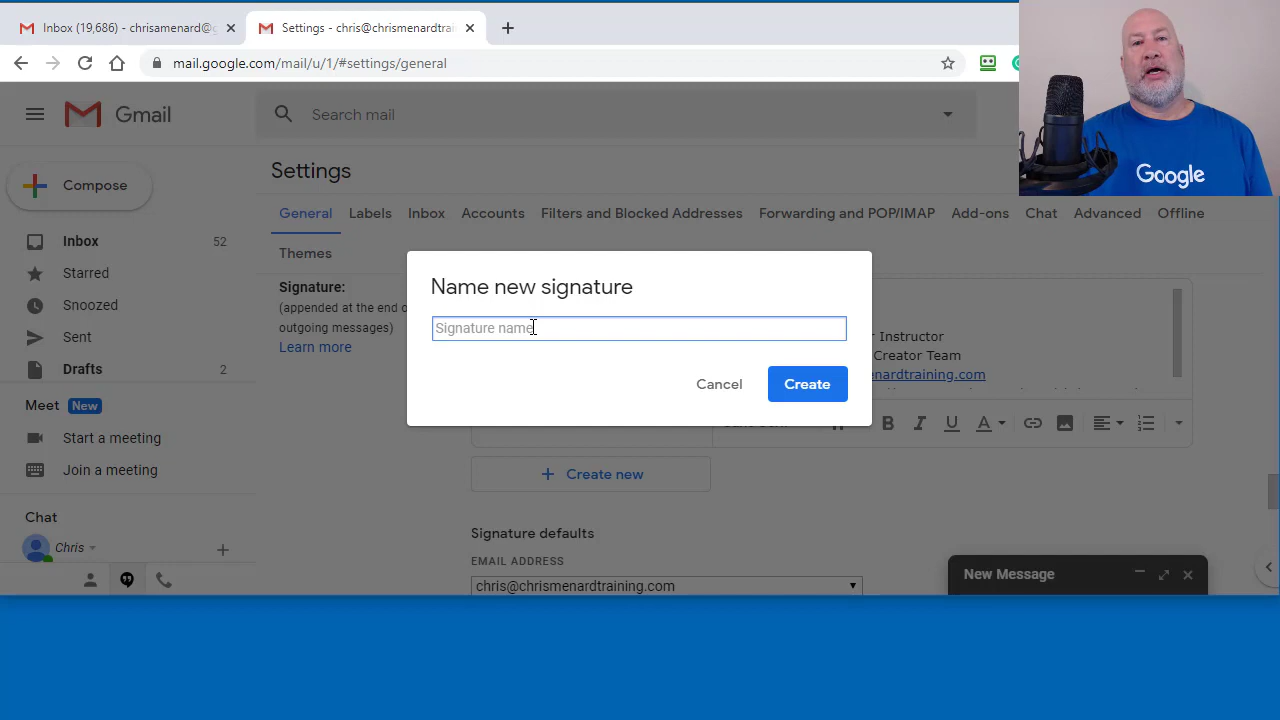 Inbox (19,686) - chrisamenard@g
Settings - chris@chrismenardtrai
mail.google.com/mail/u/1/#settings/general
Gmail
Search mail
Google
Compose
Inbox 52
Starred
Snoozed
Sent
Drafts 2
Meet New
Start a meeting
Join a meeting
Chat
Chris
Settings
General Labels Inbox Accounts Filters and Blocked Addresses Forwarding and POP/IMAP Add-ons Chat Advanced Offline
Themes
Signature:
(appended at the end o
outgoing messages)
Learn more
Name new signature
Signature name
Cancel Create
r Instructor
Creator Team
enardtraining.com
B I U A
+ Create new
Signature defaults
EMAIL ADDRESS
chris@chrismenardtraining.com
New Message